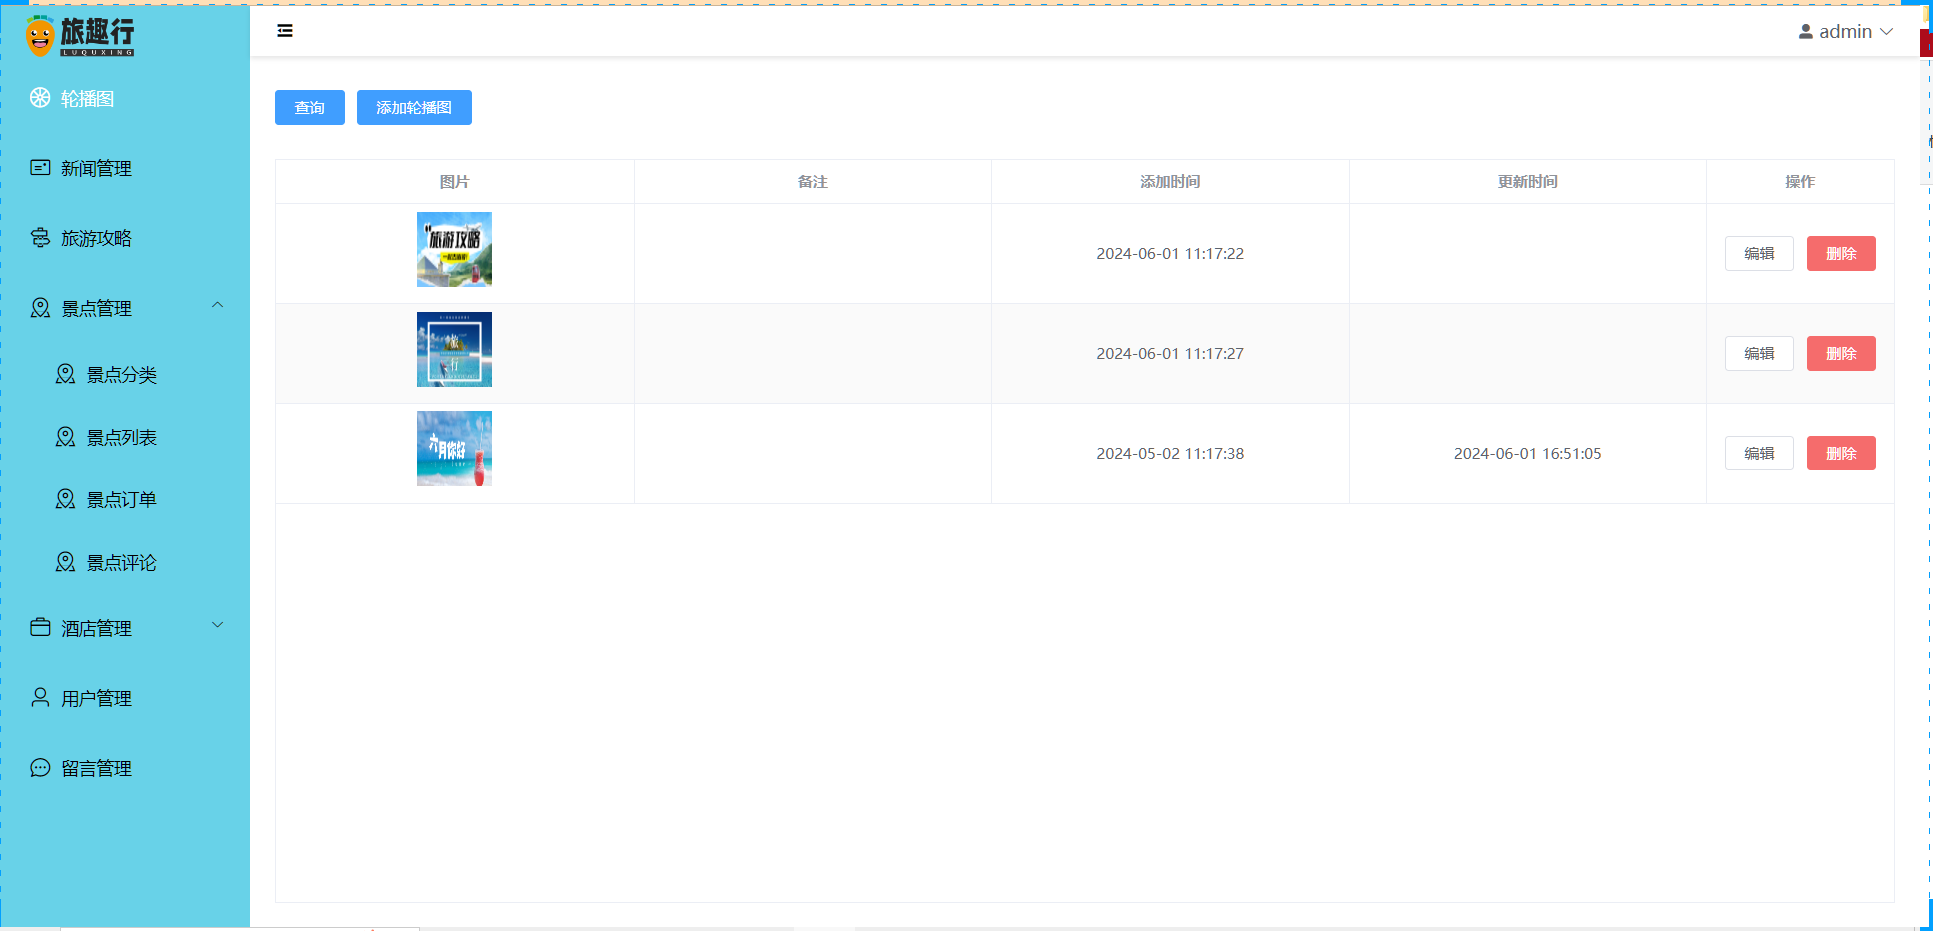 旅趣行
LUQUXING
admin
轮播图
新闻管理
旅游攻略
景点管理
景点分类
景点列表
景点订单
景点评论
酒店管理
用户管理
留言管理
查询 添加轮播图
图片 备注 添加时间 更新时间 操作
旅游攻略
2024-06-01 11:17:22 编辑 删除
旅行
2024-06-01 11:17:27 编辑 删除
六月你好
2024-05-02 11:17:38 2024-06-01 16:51:05 编辑 删除